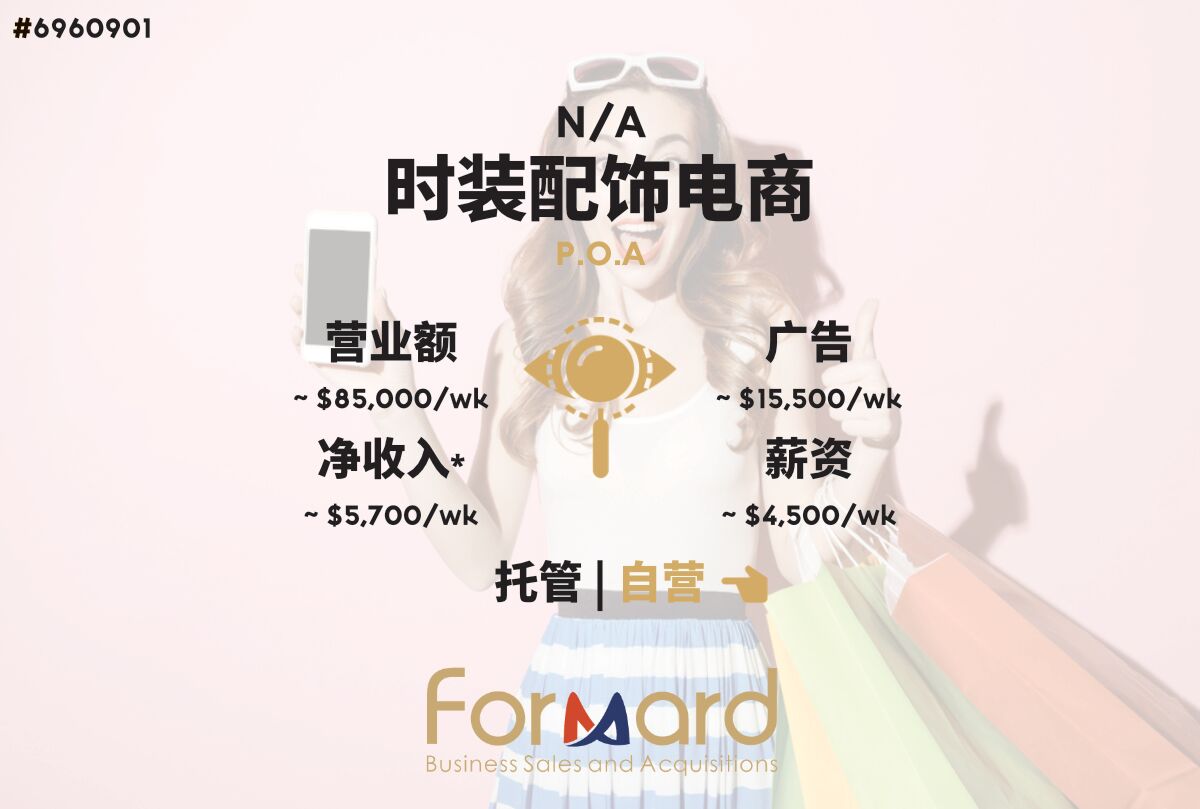 #6960901
N/A
时装配饰电商
P.O.A
营业额
~ $85,000/wk
广告
~ $15,500/wk
净收入*
~ $5,700/wk
薪资
~ $4,500/wk
托管 | 自营
Forward
Business Sales and Acquisitions